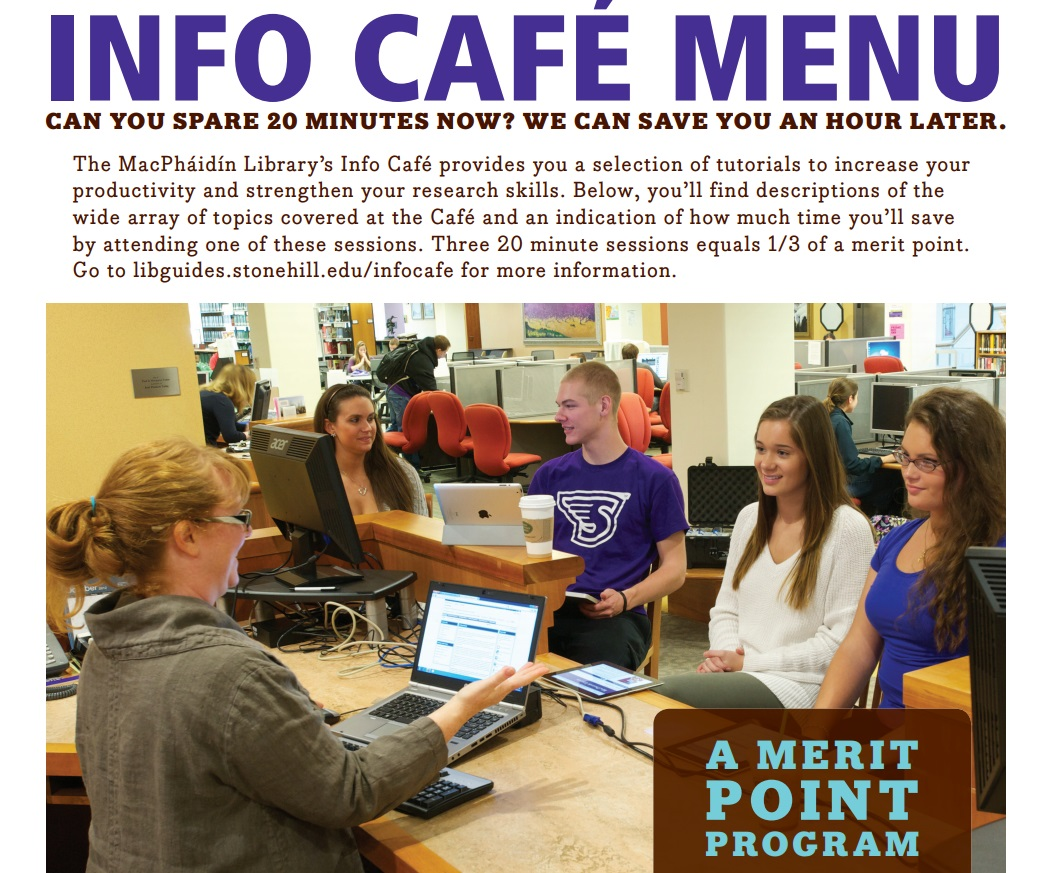 INFO CAFÉ MENU
CAN YOU SPARE 20 MINUTES NOW? WE CAN SAVE YOU AN HOUR LATER.
The MacPháidín Library’s Info Café provides you a selection of tutorials to increase your
productivity and strengthen your research skills. Below, you’ll find descriptions of the
wide array of topics covered at the Café and an indication of how much time you’ll save
by attending one of these sessions. Three 20 minute sessions equals 1/3 of a merit point.
Go to libguides.stonehill.edu/infocafe for more information.
acer
S
A MERIT
POINT
PROGRAM